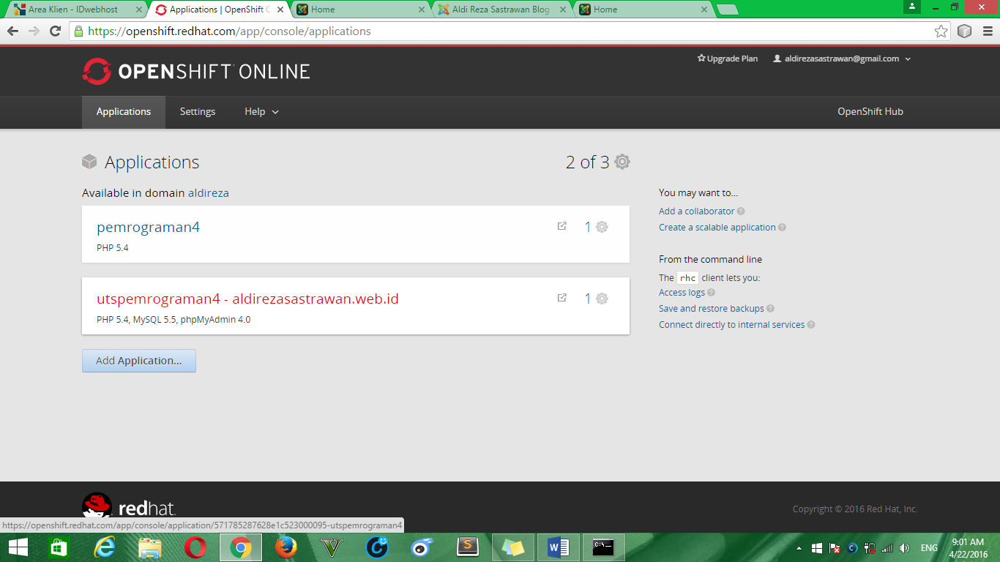 Area Klien - IDwebhost
Applications | OpenShift O
Home
Aldi Reza Sastrawan Blog
Home
https://openshift.redhat.com/app/console/applications
Upgrade Plan
aldirezasastrawan@gmail.com
OPENSHIFT ONLINE
Applications
Settings
Help
OpenShift Hub
Applications
2 of 3
Available in domain aldireza
pemrograman4
1
PHP 5.4
utspemrograman4 - aldirezasastrawan.web.id
1
PHP 5.4, MySQL 5.5, phpMyAdmin 4.0
Add Application...
You may want to...
Add a collaborator ?
Create a scalable application ?
From the command line
The rhc client lets you:
Access logs ?
Save and restore backups ?
Connect directly to internal services ?
redhat.
Copyright © 2016 Red Hat, Inc.
https://openshift.redhat.com/app/console/application/571785287628e1c523000095-utspemrograman4
ENG
9:01 AM
4/22/2016